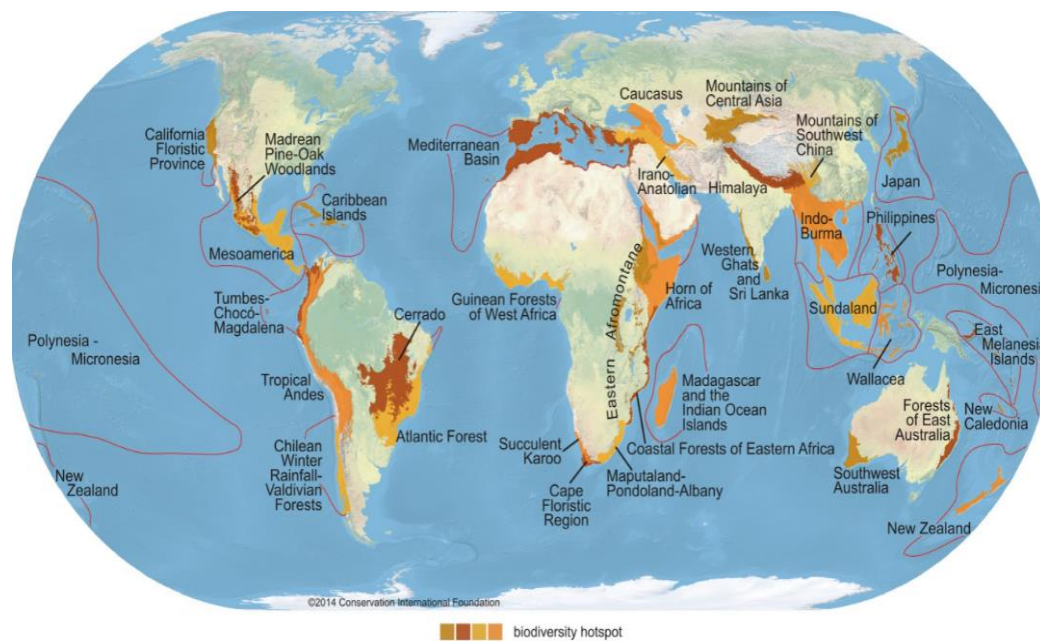 California
Floristic
Province
Madrean
Pine-Oak
Woodlands
Caribbean
Islands
Mesoamerica
Tumbes-
Chocó-
Magdalena
Cerrado
Polynesia -
Micronesia
Tropical
Andes
Atlantic Forest
Chilean
Winter
Rainfall-
Valdivian
Forests
New
Zealand
Mediterranean
Basin
Caucasus
Mountains of
Central Asia
Mountains of
Southwest
China
Irano-
Anatolian
Himalaya
Japan
Indo-
Burma
Philippines
Western
Ghats
and
Sri Lanka
Polynesia-
Micronesia
Guinean Forests
of West Africa
Eastern Afromontane
Horn of
Africa
Sundaland
East
Melanesian
Islands
Wallacea
Madagascar
and the
Indian Ocean
Islands
Forests
of East
Australia
New
Caledonia
Succulent
Karoo
Coastal Forests of Eastern Africa
Cape
Floristic
Region
Maputaland-
Pondoland-Albany
Southwest
Australia
New Zealand
©2014 Conservation International Foundation
biodiversity hotspot